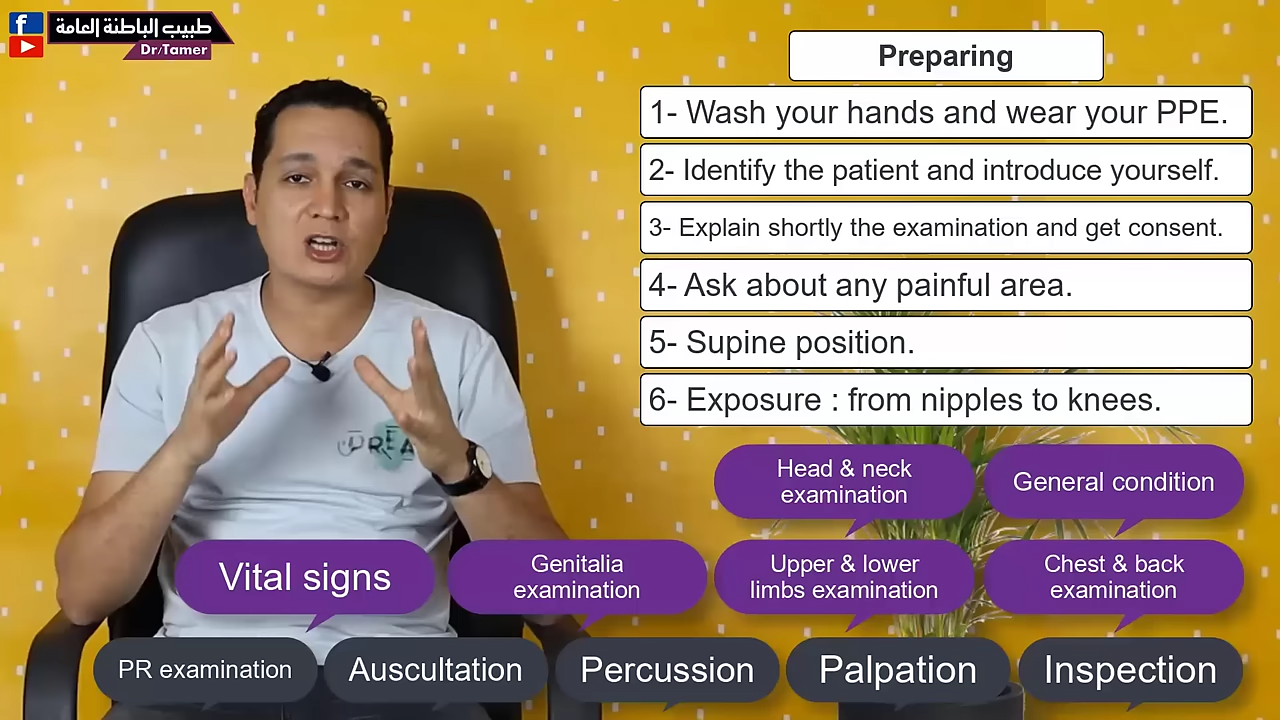 f
طبيب الباطنة العامة
Dr/Tamer
Preparing
1- Wash your hands and wear your PPE.
2- Identify the patient and introduce yourself.
3- Explain shortly the examination and get consent.
4- Ask about any painful area.
5- Supine position.
6- Exposure : from nipples to knees.
Head & neck
examination
General condition
Vital signs
Genitalia
examination
Upper & lower
limbs examination
Chest & back
examination
PR examination
Auscultation
Percussion
Palpation
Inspection